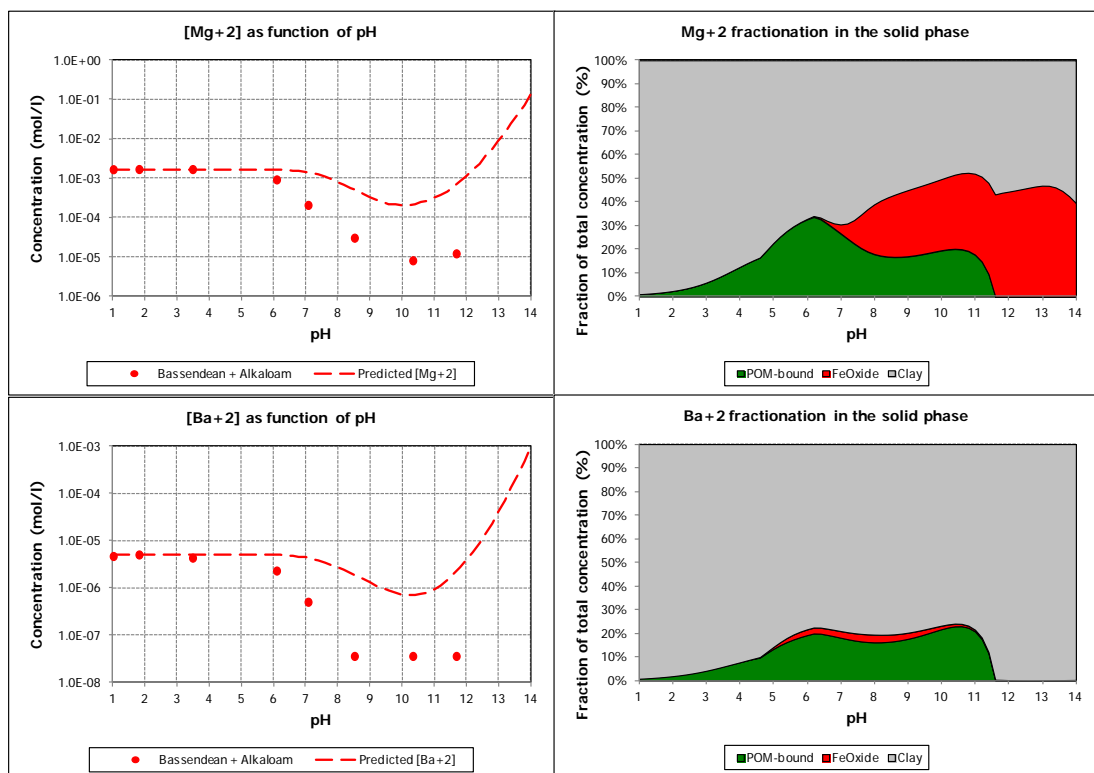 [Mg+2] as function of pH
Concentration (mol/l)
1.0E+00
1.0E-01
1.0E-02
1.0E-03
1.0E-04
1.0E-05
1.0E-06
1 2 3 4 5 6 7 8 9 10 11 12 13 14
pH
Bassendean + Alkaloam Predicted [Mg+2]
Mg+2 fractionation in the solid phase
Fraction of total concentration (%)
100%
90%
80%
70%
60%
50%
40%
30%
20%
10%
0%
1 2 3 4 5 6 7 8 9 10 11 12 13 14
pH
POM-bound FeOxide Clay
[Ba+2] as function of pH
Concentration (mol/l)
1.0E-03
1.0E-04
1.0E-05
1.0E-06
1.0E-07
1.0E-08
1 2 3 4 5 6 7 8 9 10 11 12 13 14
pH
Bassendean + Alkaloam Predicted [Ba+2]
Ba+2 fractionation in the solid phase
Fraction of total concentration (%)
100%
90%
80%
70%
60%
50%
40%
30%
20%
10%
0%
1 2 3 4 5 6 7 8 9 10 11 12 13 14
pH
POM-bound FeOxide Clay